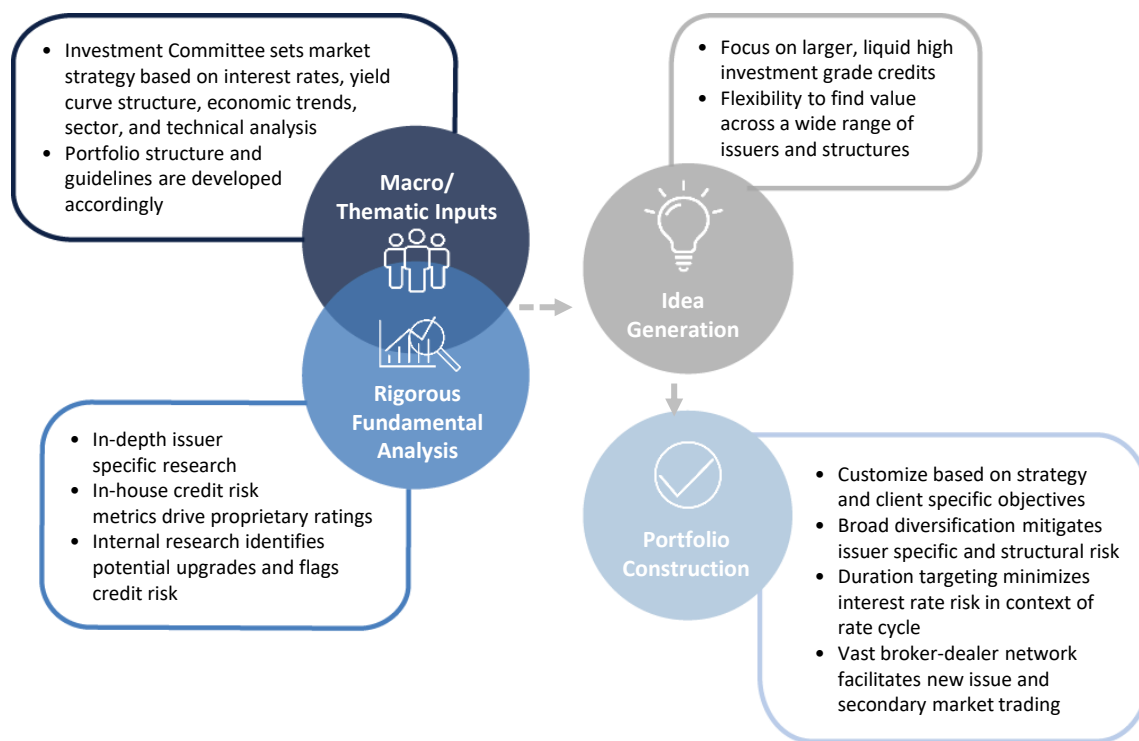 • Investment Committee sets market
strategy based on interest rates, yield
curve structure, economic trends,
sector, and technical analysis
• Portfolio structure and
guidelines are developed
accordingly
Macro/
Thematic Inputs
Rigorous
Fundamental
Analysis
• In-depth issuer
specific research
• In-house credit risk
metrics drive proprietary ratings
• Internal research identifies
potential upgrades and flags
credit risk
• Focus on larger, liquid high
investment grade credits
• Flexibility to find value
across a wide range of
issuers and structures
Idea
Generation
Portfolio
Construction
• Customize based on strategy
and client specific objectives
• Broad diversification mitigates
issuer specific and structural risk
• Duration targeting minimizes
interest rate risk in context of
rate cycle
• Vast broker-dealer network
facilitates new issue and
secondary market trading